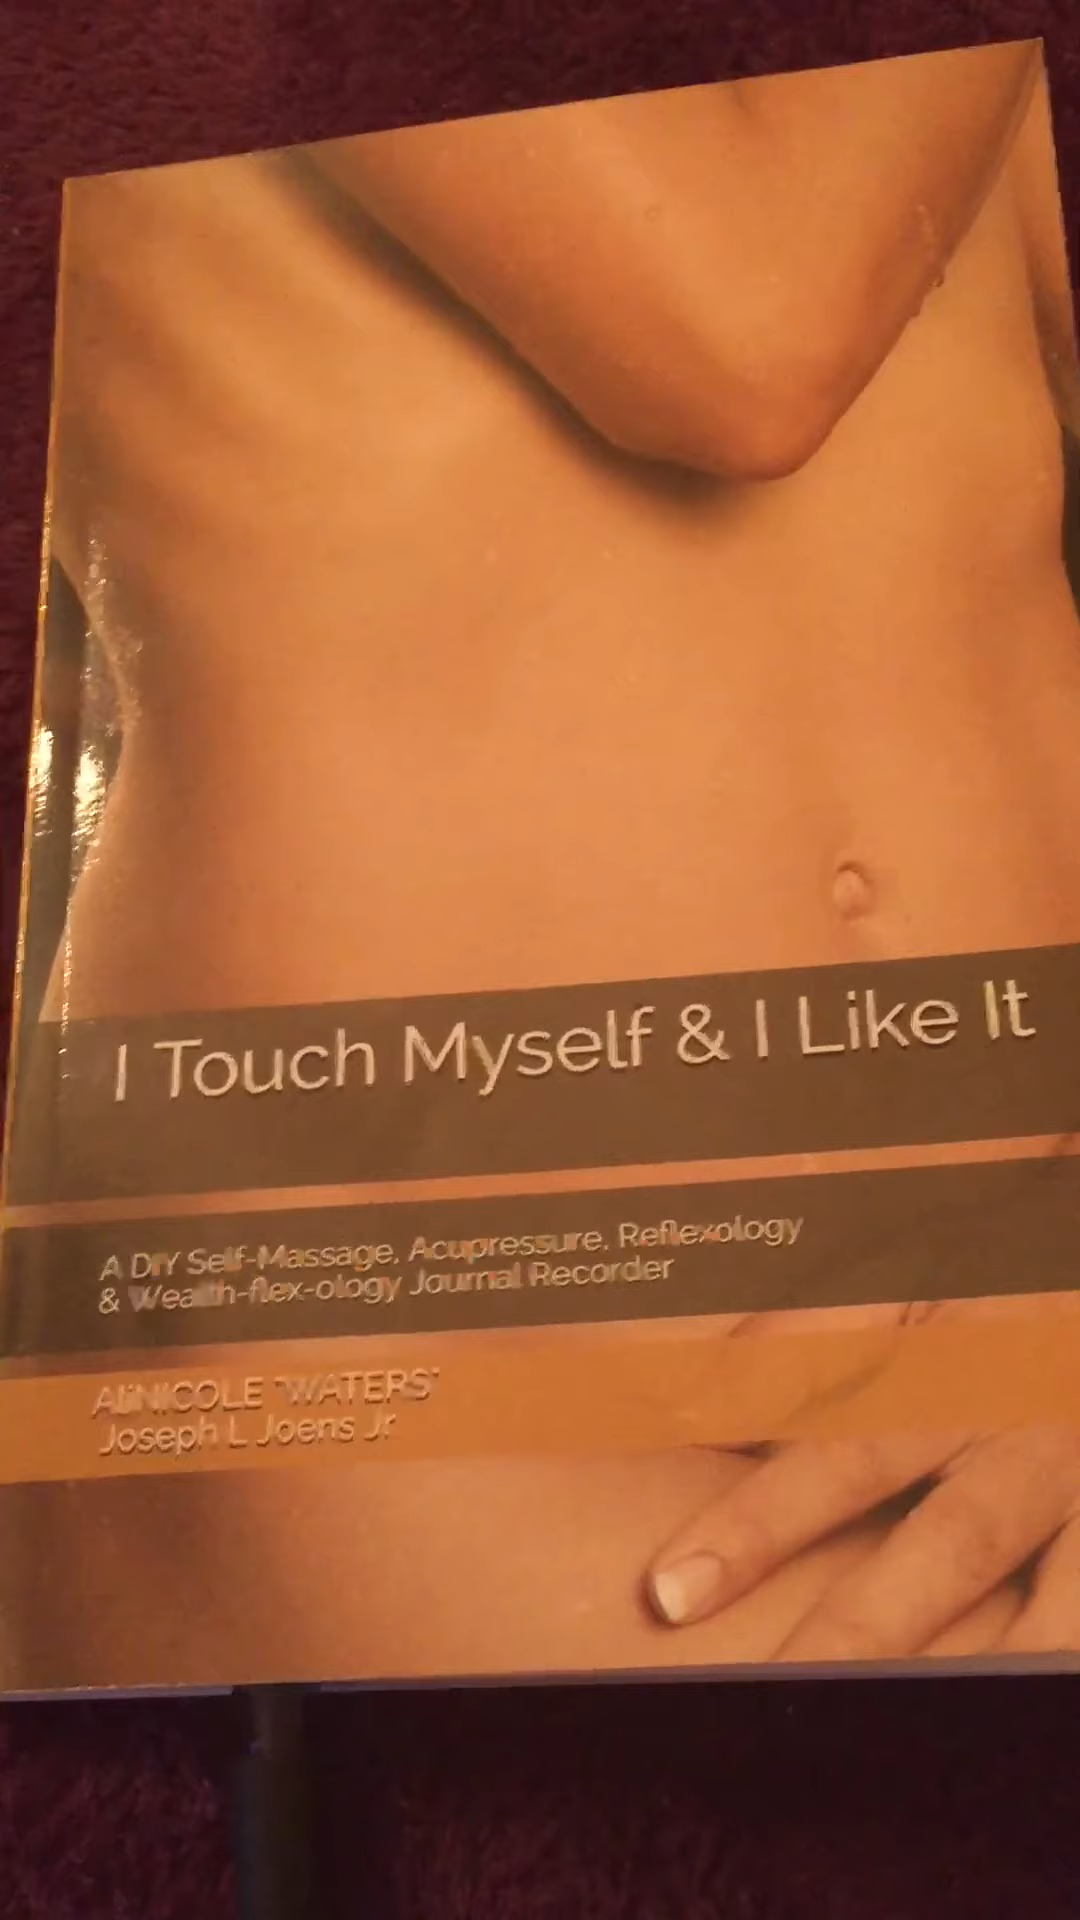 I Touch Myself & I Like It
A DIY Self-Massage, Acupressure, Reflexology
& Wealth-flex-ology Journal Recorder
AliNICOLE "WATERS"
Joseph L Joens Jr